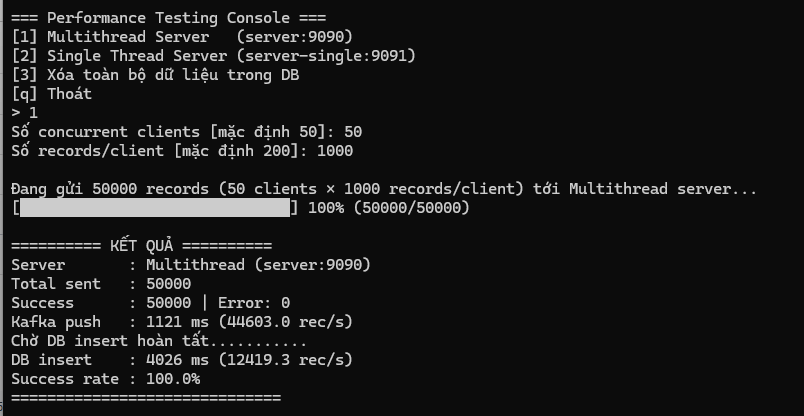 === Performance Testing Console ===
[1] Multithread Server   (server:9090)
[2] Single Thread Server (server-single:9091)
[3] Xóa toàn bộ dữ liệu trong DB
[q] Thoát
> 1
Số concurrent clients [mặc định 50]: 50
Số records/client [mặc định 200]: 1000
Đang gửi 50000 records (50 clients × 1000 records/client) tới Multithread server...
[██████████████████████████████] 100% (50000/50000)
========== KẾT QUẢ ==========
Server       : Multithread (server:9090)
Total sent   : 50000
Success      : 50000 | Error: 0
Kafka push   : 1121 ms (44603.0 rec/s)
Chờ DB insert hoàn tất...........
DB insert    : 4026 ms (12419.3 rec/s)
Success rate : 100.0%
==============================